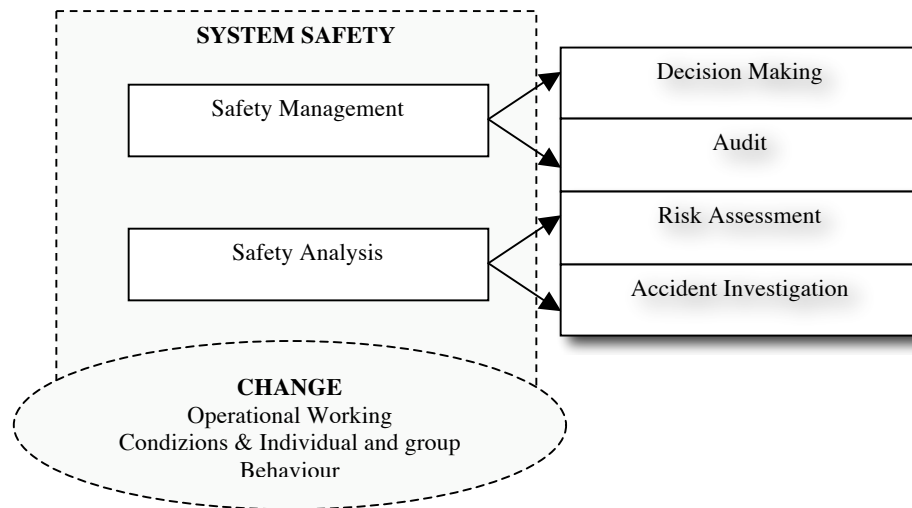 SYSTEM SAFETY
Safety Management
Decision Making
Audit
Safety Analysis
Risk Assessment
Accident Investigation
CHANGE
Operational Working
Condizions & Individual and group
Behaviour